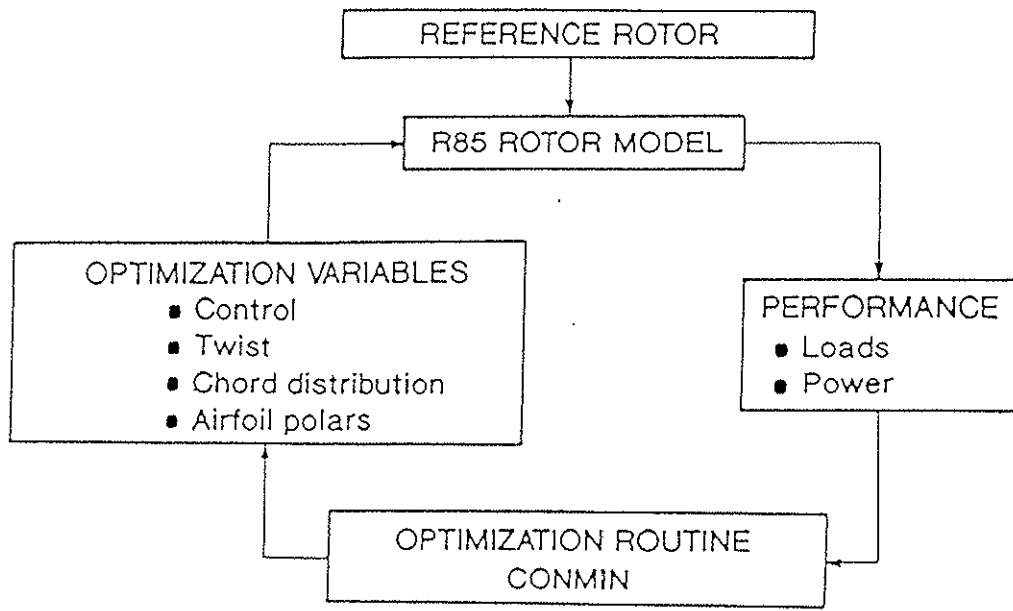 REFERENCE ROTOR
R85 ROTOR MODEL
OPTIMIZATION VARIABLES
■ Control
■ Twist
■ Chord distribution
■ Airfoil polars
PERFORMANCE
● Loads
● Power
OPTIMIZATION ROUTINE
CONMIN